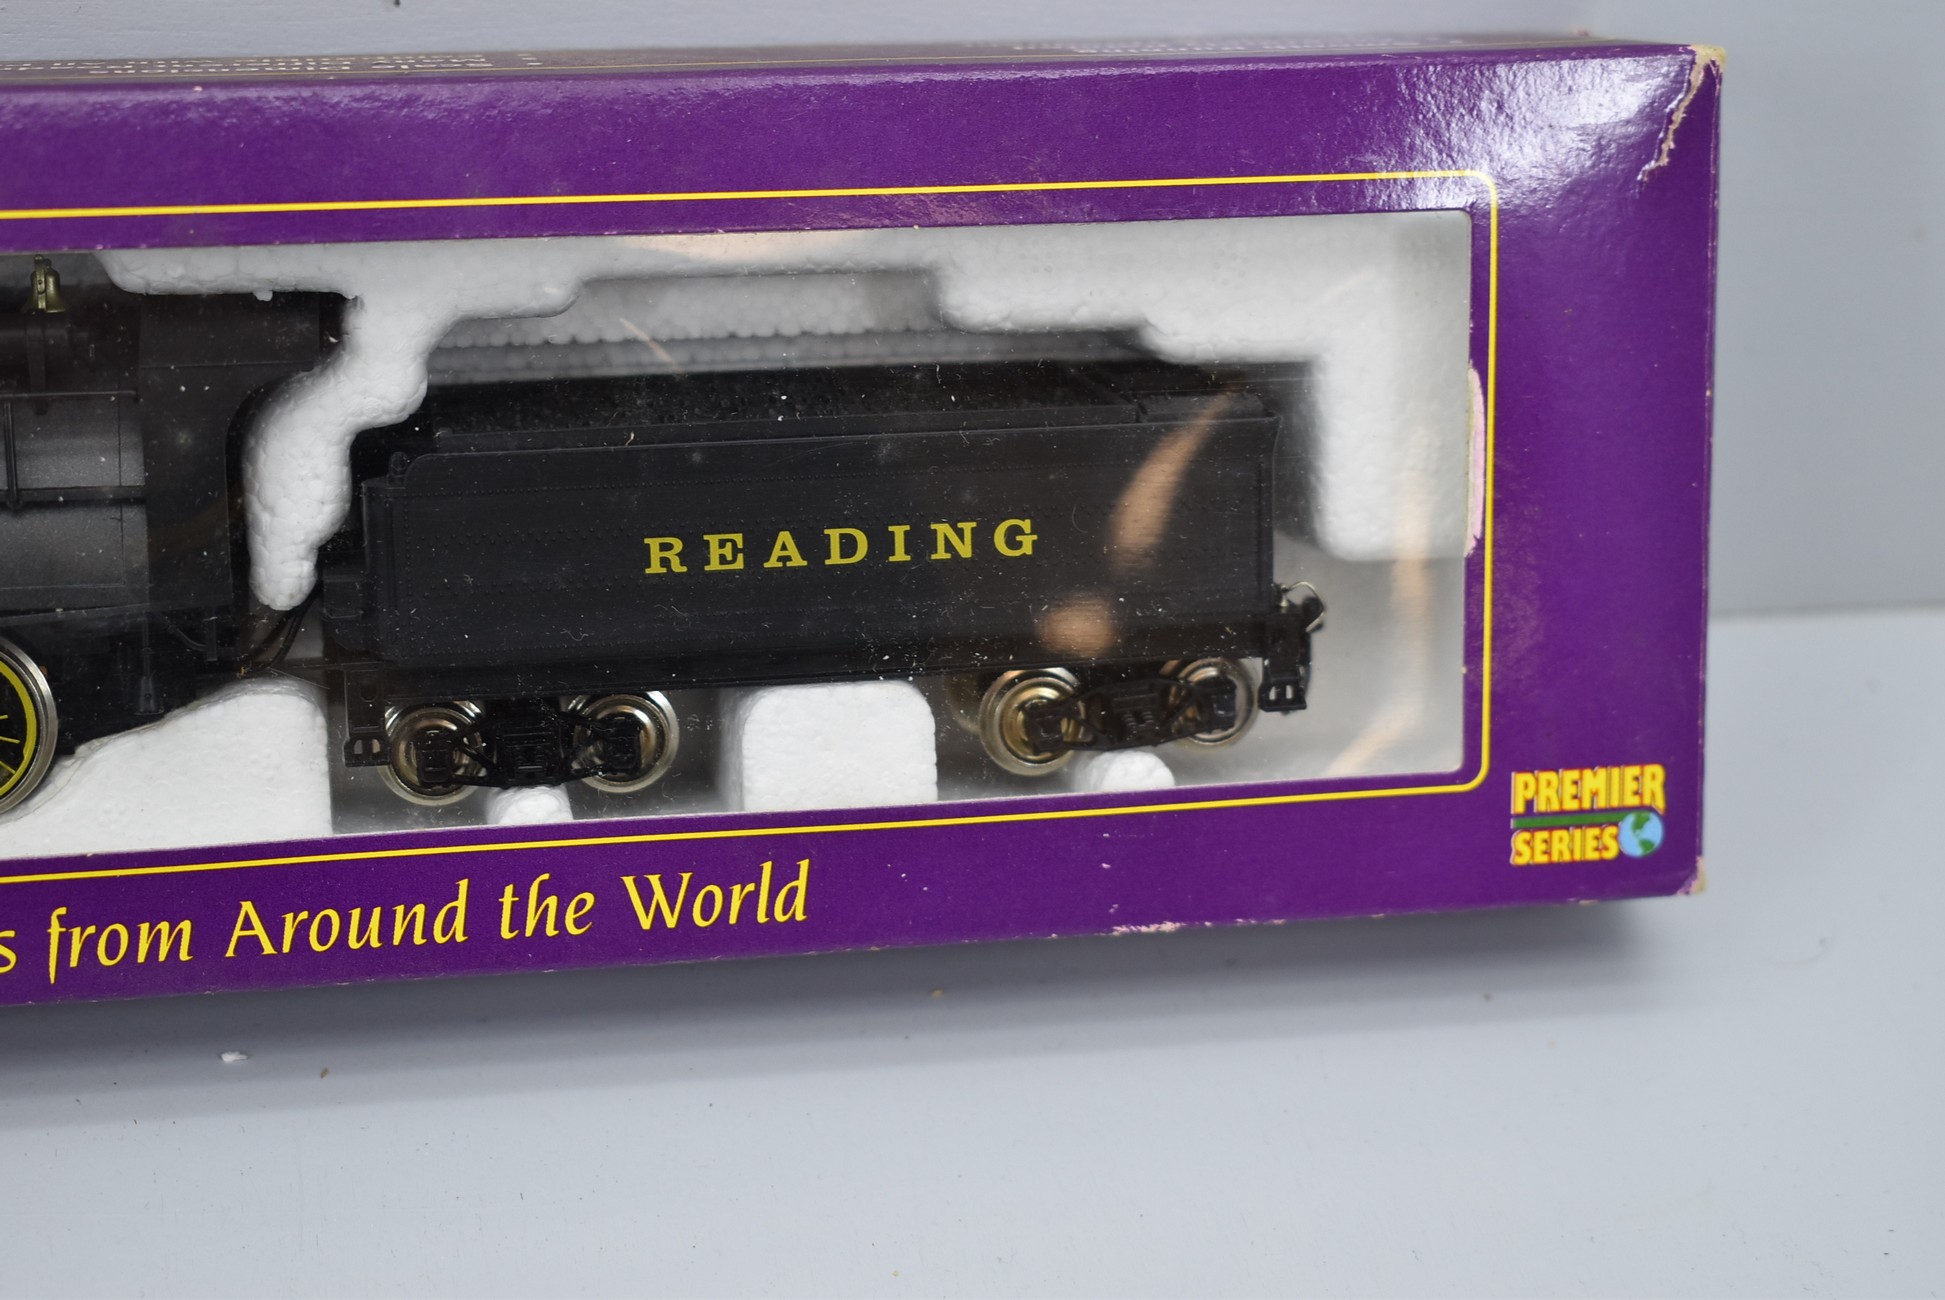 READING
PREMIER
SERIES
s from Around the World